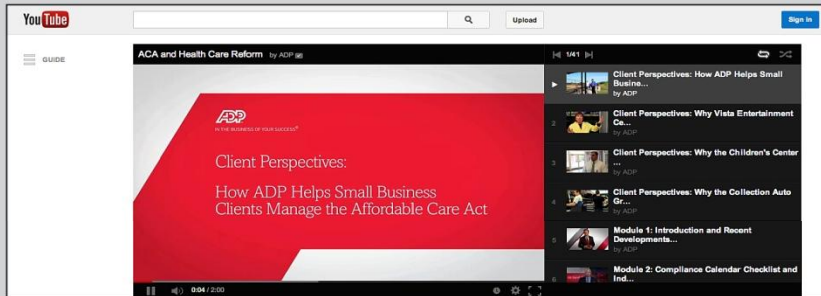 You Tube
Upload
Sign In
GUIDE
ACA and Health Care Reform by ADP
1/41
ADP
IN THE BUSINESS OF YOUR SUCCESS®
Client Perspectives:
How ADP Helps Small Business
Clients Manage the Affordable Care Act
0:04 / 2:00
Client Perspectives: How ADP Helps Small
Busine...
by ADP
2
Client Perspectives: Why Vista Entertainment
Ce...
by ADP
3
Client Perspectives: Why the Children's Center
...
by ADP
4
Client Perspectives: Why the Collection Auto
Gr...
by ADP
5
Module 1: Introduction and Recent
Developments...
by ADP
6
Module 2: Compliance Calendar Checklist and
Ind...